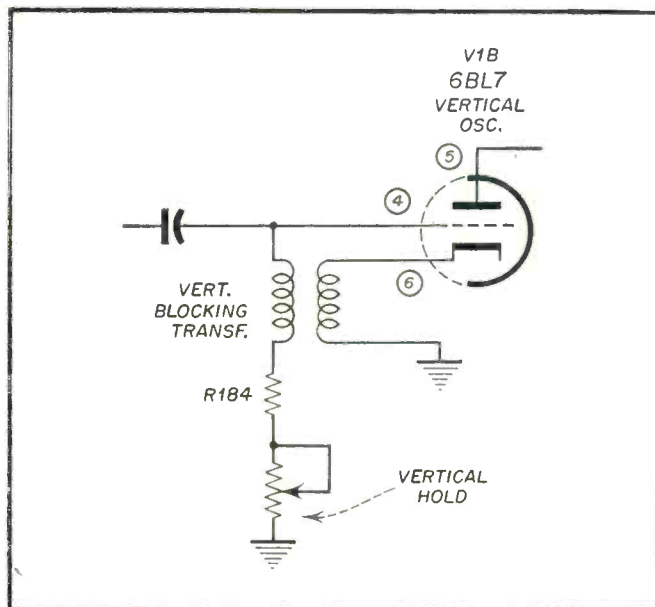 V1B
6BL7
VERTICAL
OSC.
5
4
6
VERT.
BLOCKING
TRANSF.
R184
VERTICAL
HOLD